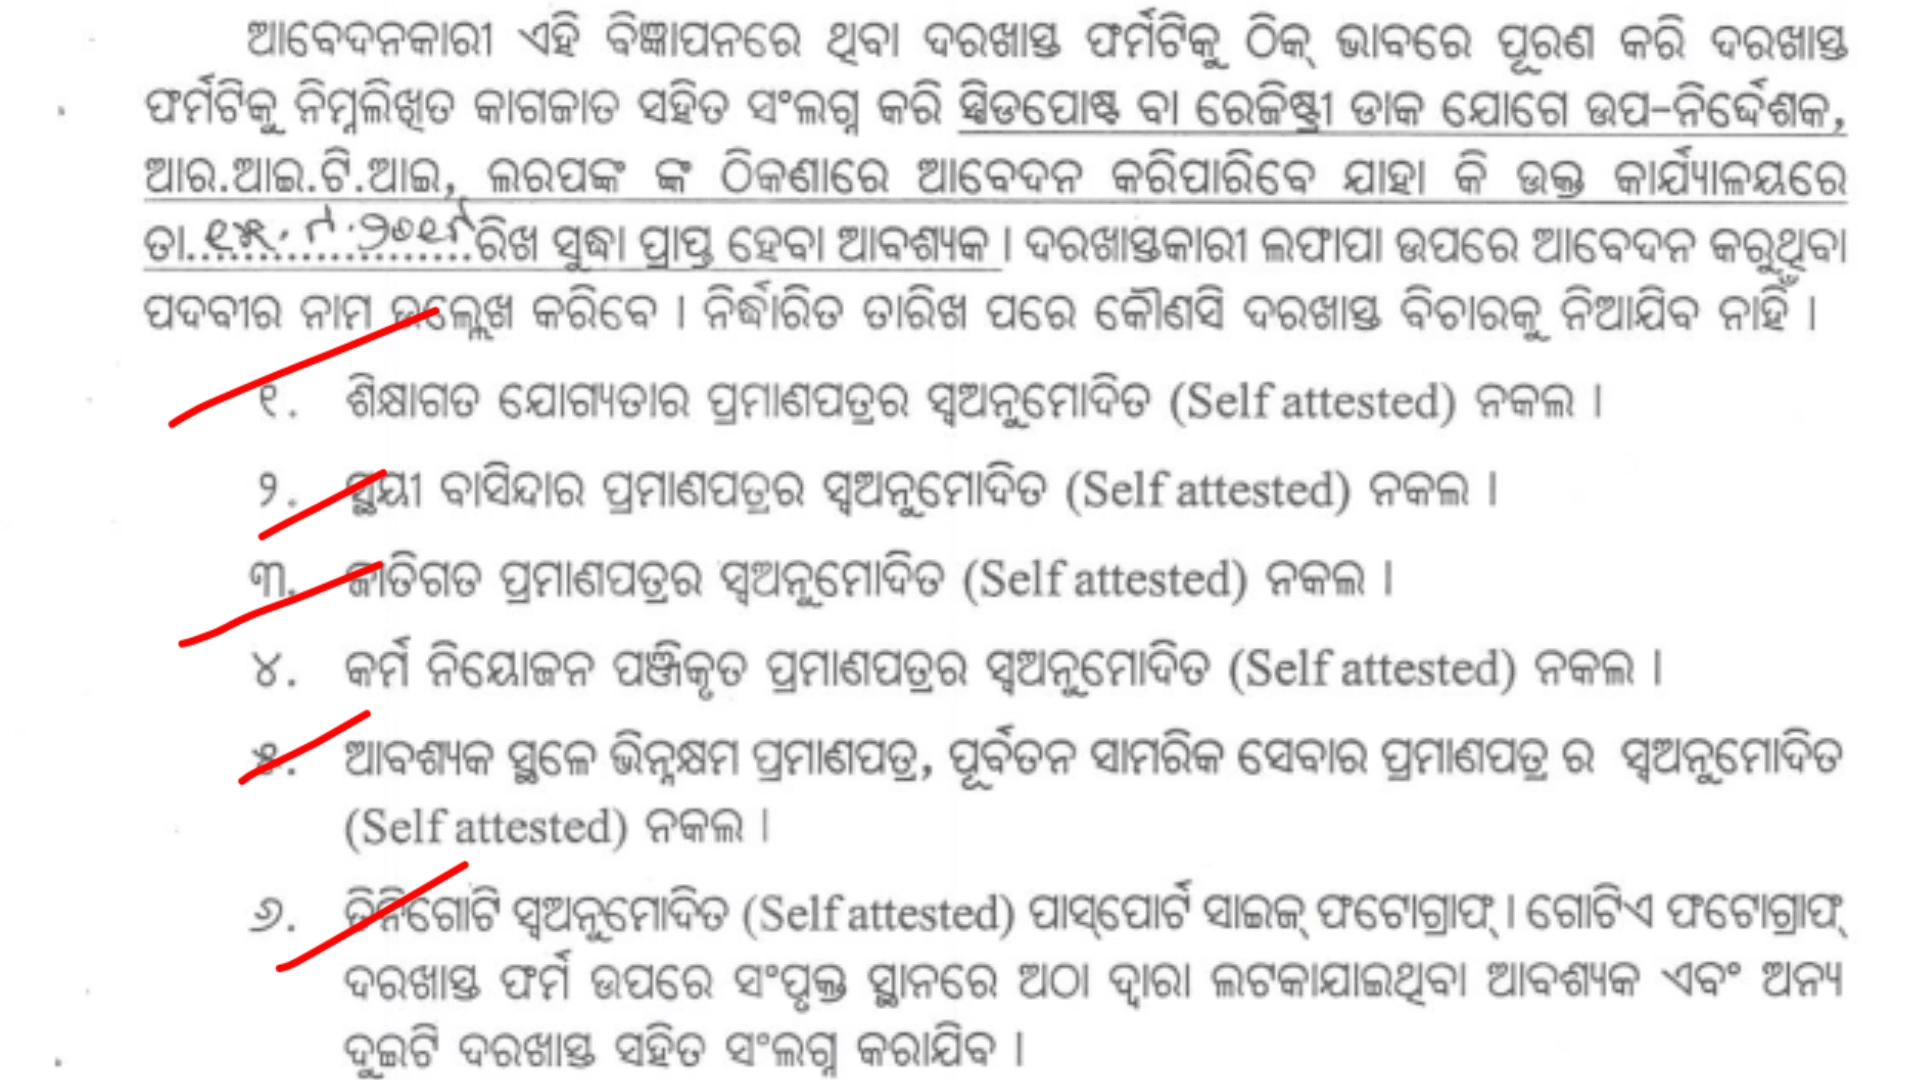 ଆବେଦନକାରୀ ଏହି ବିଜ୍ଞାପନରେ ଥିବା ଦରଖାସ୍ତ ଫର୍ମଟିକୁ ଠିକ୍ ଭାବରେ ପୂରଣ କରି ଦରଖାସ୍ତ
ଫର୍ମଟିକୁ ନିମ୍ନଲିଖିତ କାଗଜାତ ସହିତ ସଂଲଗ୍ନ କରି ସ୍ପିଡପୋଷ୍ଟ ବା ରେଜିଷ୍ଟ୍ରୀ ଡାକ ଯୋଗେ ଉପ-ନିର୍ଦ୍ଦେଶକ,
ଆର.ଆଇ.ଟି.ଆଇ, ଲରପଙ୍କ ଙ୍କ ଠିକଣାରେ ଆବେଦନ କରିପାରିବେ ଯାହା କି ଉକ୍ତ କାର୍ଯ୍ୟାଳୟରେ
ତା..୧୫.୯.୨୦୧୯ରିଖ ସୁଦ୍ଧା ପ୍ରାପ୍ତ ହେବା ଆବଶ୍ୟକ । ଦରଖାସ୍ତକାରୀ ଲଫାପା ଉପରେ ଆବେଦନ କରୁଥିବା
ପଦବୀର ନାମ ଉଲ୍ଲେଖ କରିବେ । ନିର୍ଦ୍ଧାରିତ ତାରିଖ ପରେ କୌଣସି ଦରଖାସ୍ତ ବିଚାରକୁ ନିଆଯିବ ନାହିଁ ।
୧. ଶିକ୍ଷାଗତ ଯୋଗ୍ୟତାର ପ୍ରମାଣପତ୍ରର ସ୍ୱଅନୁମୋଦିତ (Self attested) ନକଲ ।
୨. ସ୍ଥାୟୀ ବାସିନ୍ଦାର ପ୍ରମାଣପତ୍ରର ସ୍ୱଅନୁମୋଦିତ (Self attested) ନକଲ ।
୩. ଜାତିଗତ ପ୍ରମାଣପତ୍ରର ସ୍ୱଅନୁମୋଦିତ (Self attested) ନକଲ ।
୪. କର୍ମ ନିୟୋଜନ ପଞ୍ଜିକୃତ ପ୍ରମାଣପତ୍ରର ସ୍ୱଅନୁମୋଦିତ (Self attested) ନକଲ ।
୫. ଆବଶ୍ୟକ ସ୍ଥଳେ ଭିନ୍ନକ୍ଷମ ପ୍ରମାଣପତ୍ର, ପୂର୍ବତନ ସାମରିକ ସେବାର ପ୍ରମାଣପତ୍ର ର ସ୍ୱଅନୁମୋଦିତ
(Self attested) ନକଲ ।
୬. ତିନିଗୋଟି ସ୍ୱଅନୁମୋଦିତ (Self attested) ପାସ୍‌ପୋର୍ଟ ସାଇଜ୍ ଫଟୋଗ୍ରାଫ୍ । ଗୋଟିଏ ଫଟୋଗ୍ରାଫ୍
ଦରଖାସ୍ତ ଫର୍ମ ଉପରେ ସଂପୃକ୍ତ ସ୍ଥାନରେ ଅଠା ଦ୍ୱାରା ଲଟକାଯାଇଥିବା ଆବଶ୍ୟକ ଏବଂ ଅନ୍ୟ
ଦୁଇଟି ଦରଖାସ୍ତ ସହିତ ସଂଲଗ୍ନ କରାଯିବ ।